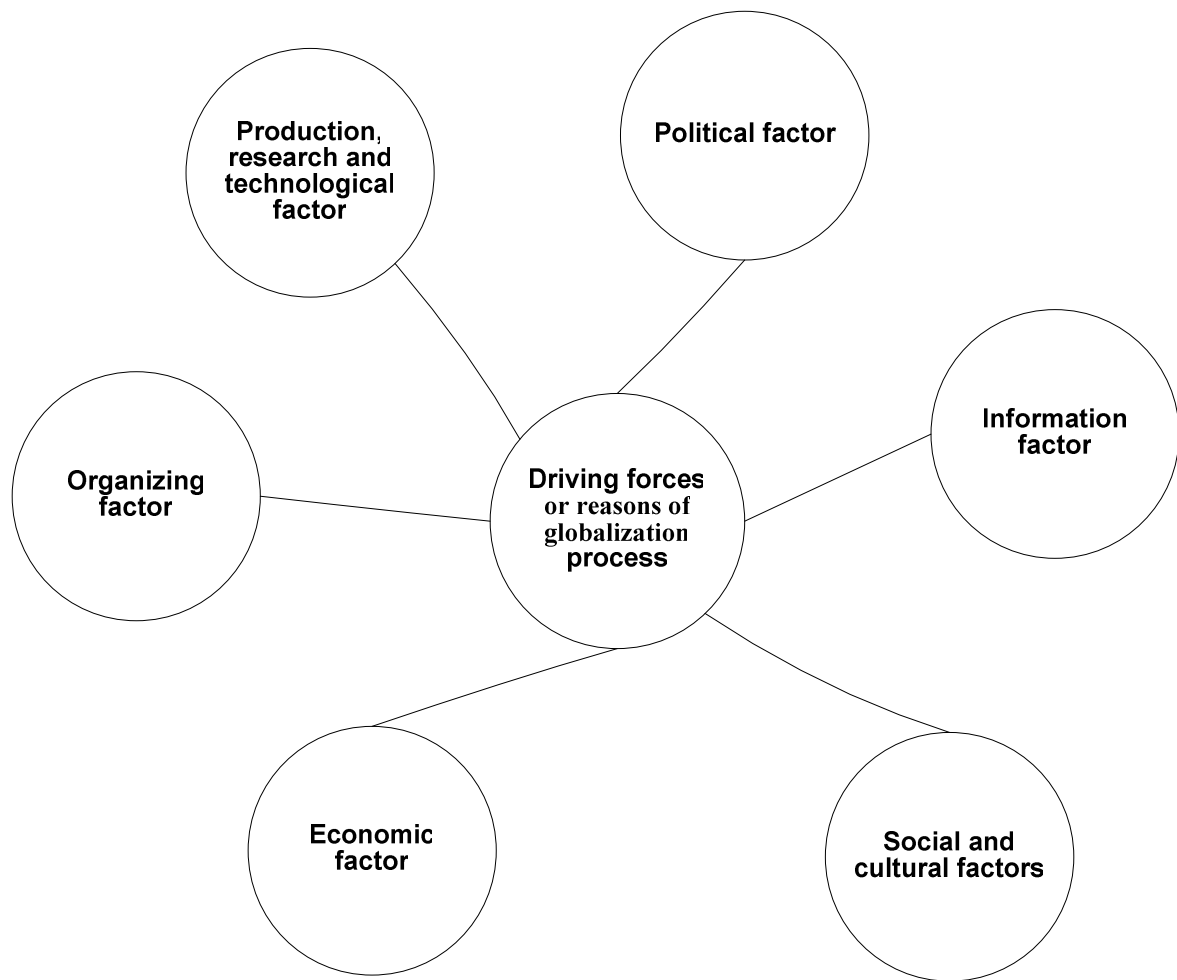 Production,
research and
technological
factor
Political factor
Information
factor
Organizing
factor
Driving forces
or reasons of
globalization
process
Economic
factor
Social and
cultural factors